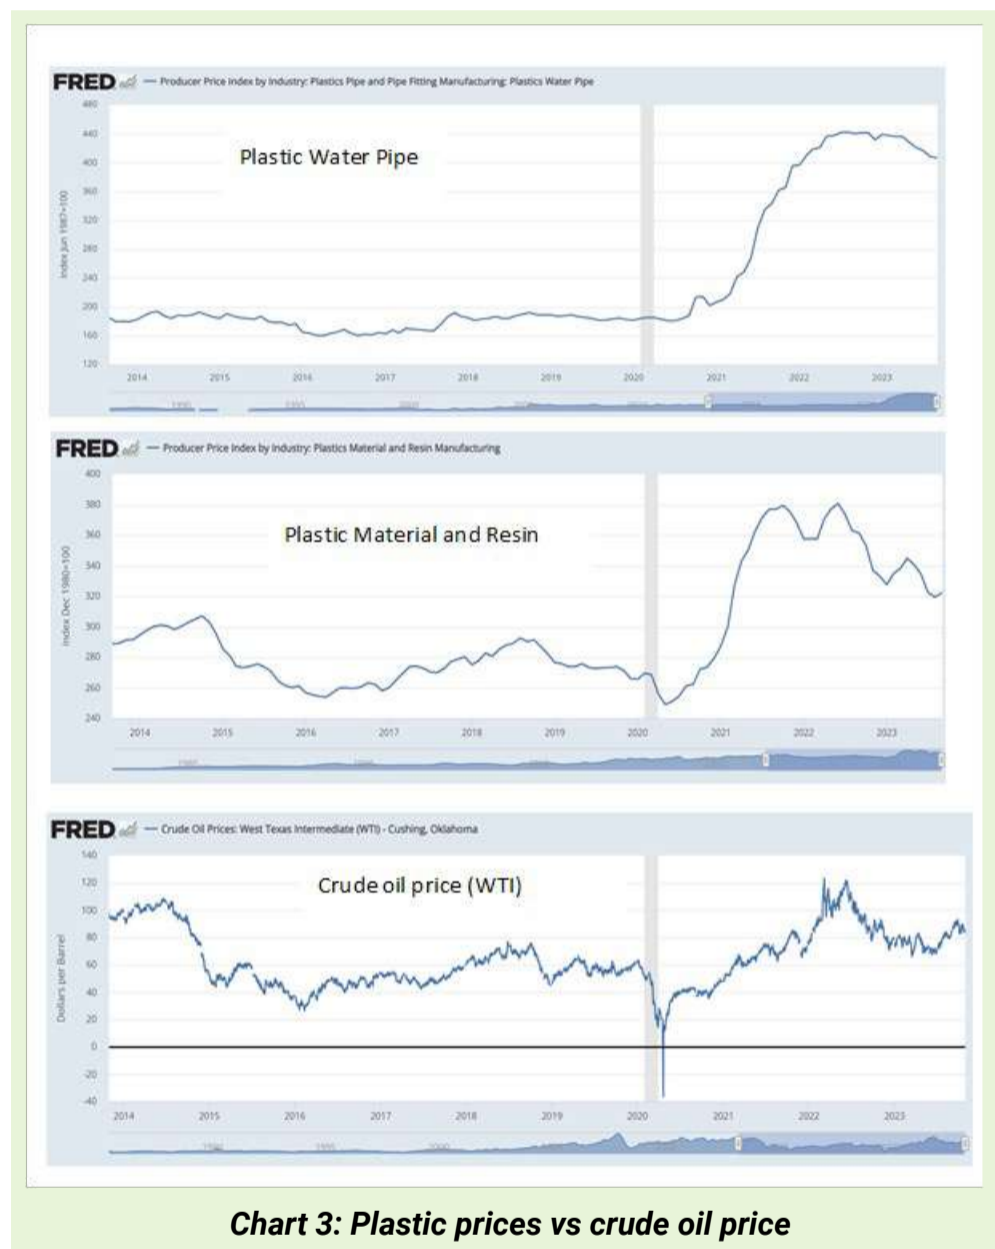 FRED — Producer Price Index by Industry: Plastics Pipe and Pipe Fitting Manufacturing: Plastics Water Pipe
480
440
400
360
320
280
240
200
160
120
Index Jun 1987=100
Plastic Water Pipe
2014 2015 2016 2017 2018 2019 2020 2021 2022 2023
FRED — Producer Price Index by Industry: Plastics Material and Resin Manufacturing
400
380
360
340
320
300
280
260
240
Index Dec 1980=100
Plastic Material and Resin
2014 2015 2016 2017 2018 2019 2020 2021 2022 2023
FRED — Crude Oil Prices: West Texas Intermediate (WTI) - Cushing, Oklahoma
140
120
100
80
60
40
20
0
-20
-40
Dollars per Barrel
Crude oil price (WTI)
2014 2015 2016 2017 2018 2019 2020 2021 2022 2023
Chart 3: Plastic prices vs crude oil price